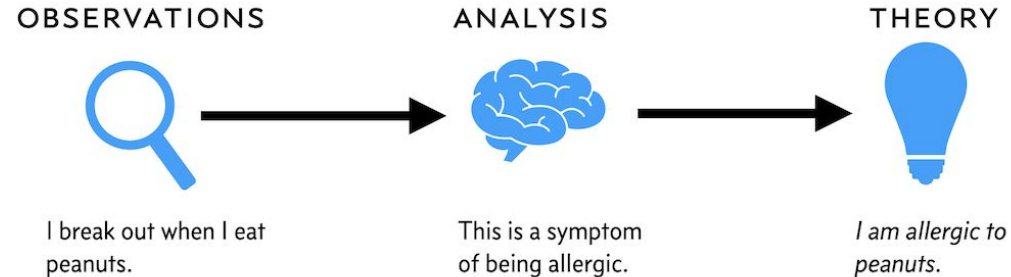 OBSERVATIONS
ANALYSIS
THEORY
I break out when I eat
peanuts.
This is a symptom
of being allergic.
I am allergic to
peanuts.